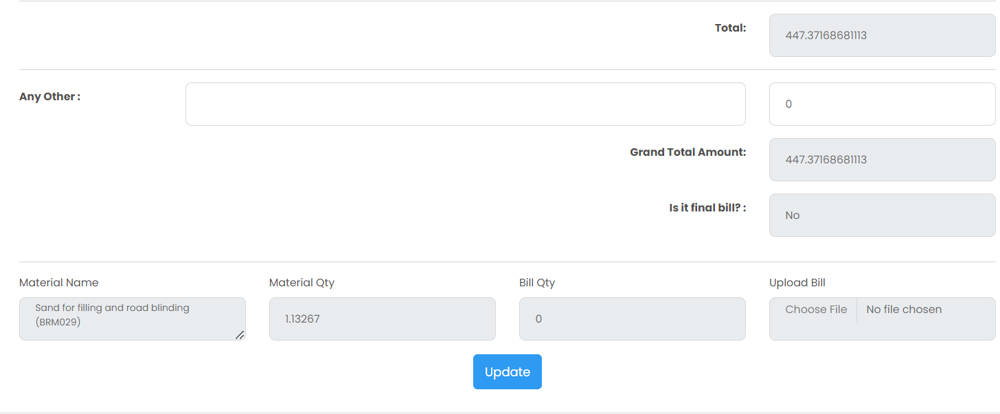 Total:
447.37168681113
Any Other :
0
Grand Total Amount:
447.37168681113
Is it final bill? :
No
Material Name Material Qty Bill Qty Upload Bill
Sand for filling and road blinding
(BRM029)
1.13267
0
Choose File No file chosen
Update